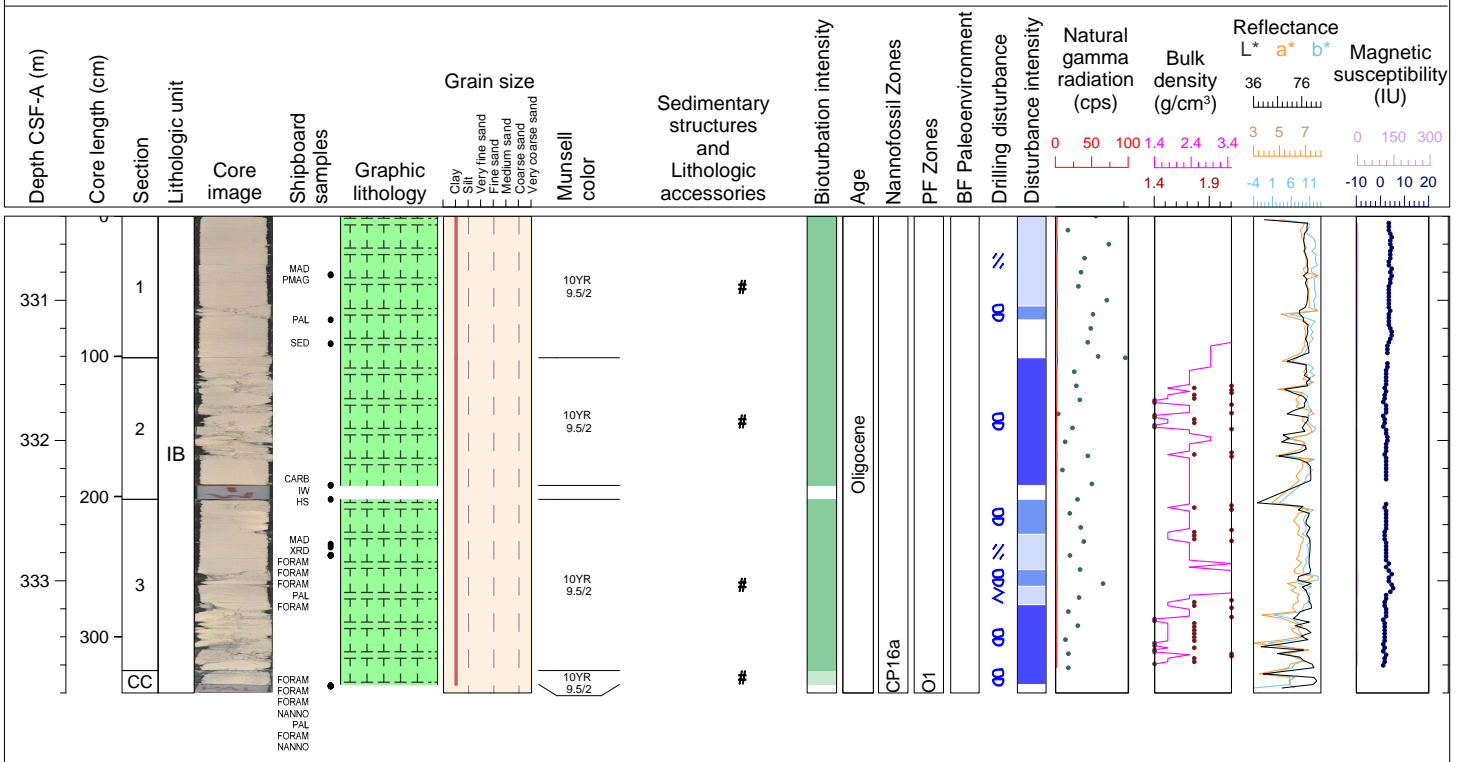 Depth CSF-A (m)
Core length (cm)
Section
Lithologic unit
Core
image
Shipboard
samples
Graphic
lithology
Grain size
Clay
Silt
Very fine sand
Fine sand
Medium sand
Coarse sand
Very coarse sand
Munsell
color
Sedimentary
structures
and
Lithologic
accessories
Bioturbation intensity
Age
Nannofossil Zones
PF Zones
BF Paleoenvironment
Drilling disturbance
Disturbance intensity
Natural
gamma
radiation
(cps)
0 50 100
Bulk
density
(g/cm³)
1.4 2.4 3.4
1.4 1.9
Reflectance
L* a* b*
36 76
3 5 7
-4 1 6 11
Magnetic
susceptibility
(IU)
0 150 300
-10 0 10 20
331
332
333
0
100
200
300
1
2
3
CC
IB
MAD
PMAG
PAL
SED
CARB
IW
HS
MAD
XRD
FORAM
FORAM
FORAM
PAL
FORAM
FORAM
FORAM
FORAM
NANNO
PAL
FORAM
NANNO
10YR
9.5/2
10YR
9.5/2
10YR
9.5/2
10YR
9.5/2
#
#
#
#
Oligocene
CP16a
O1